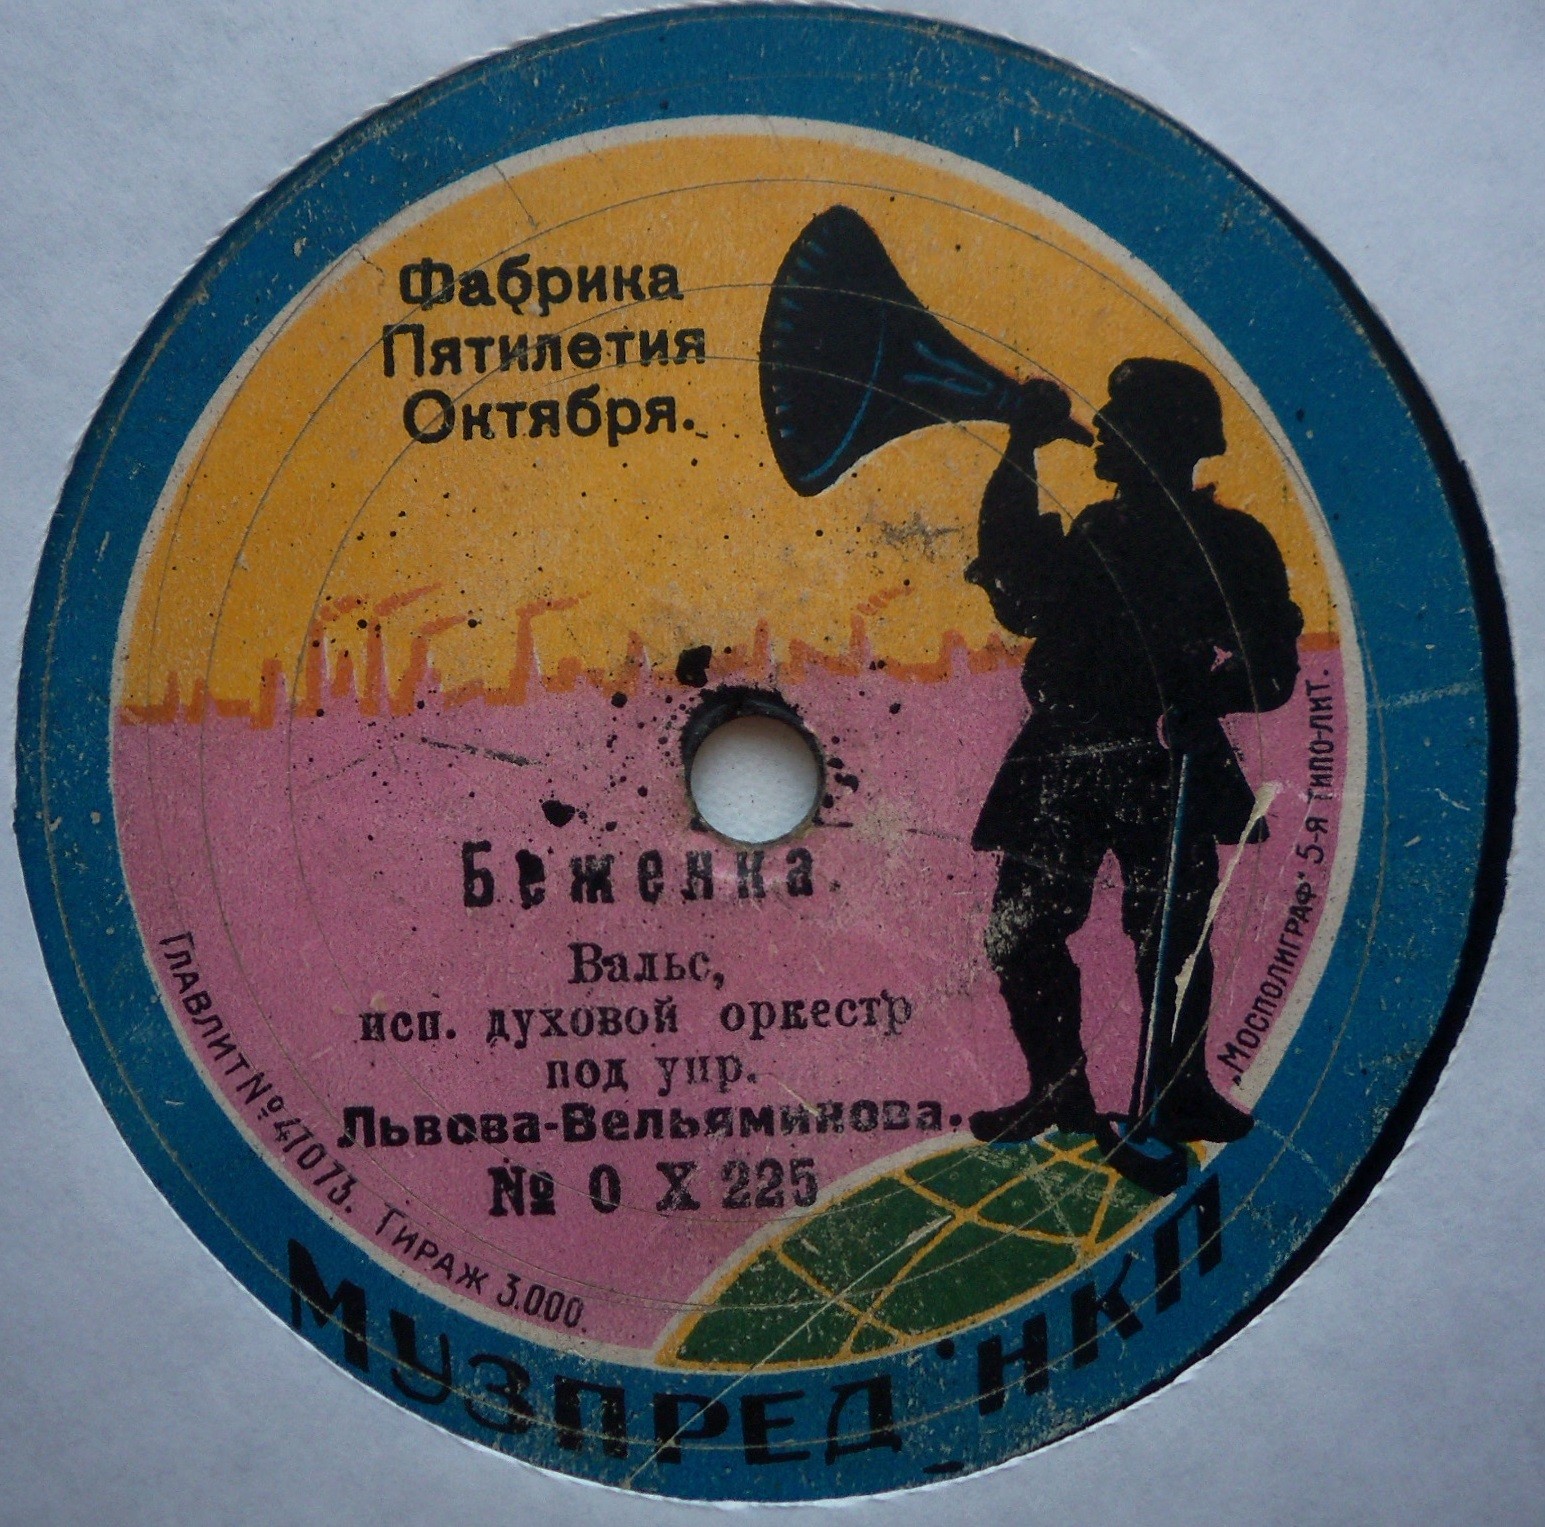 Фабрика
Пятилетия
Октября.
Беженка.
Вальс,
исп. духовой оркестр
под упр.
Львова-Вельяминова.
№ 0 X 225
ГЛАВЛИТ № 47073. ТИРАЖ 3.000.
„МОСПОЛИГРАФ“ 5-я ТИПО-ЛИТ.
МУЗПРЕД НКП